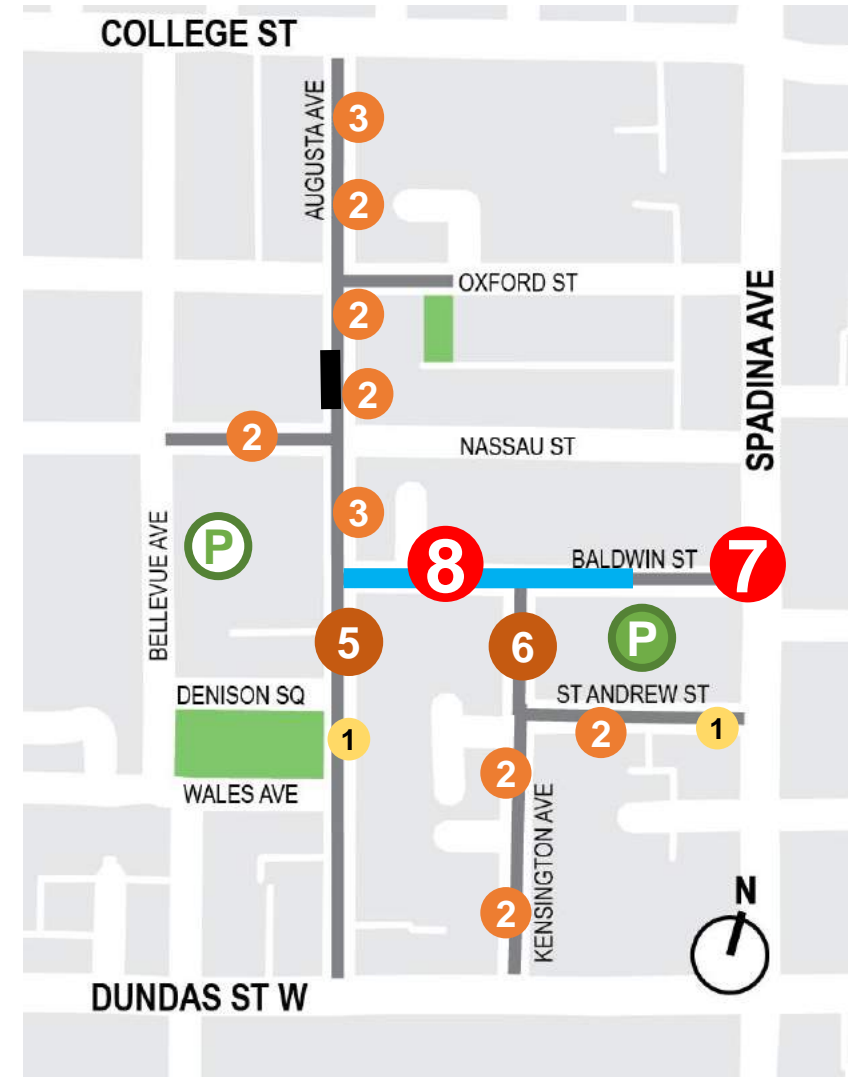 COLLEGE ST
AUGUSTA AVE
3
2
OXFORD ST
SPADINA AVE
2
2
2
NASSAU ST
3
BELLEVUE AVE
P
8
BALDWIN ST
7
5
6
P
DENISON SQ
ST ANDREW ST
1
2
1
2
WALES AVE
KENSINGTON AVE
2
N
DUNDAS ST W